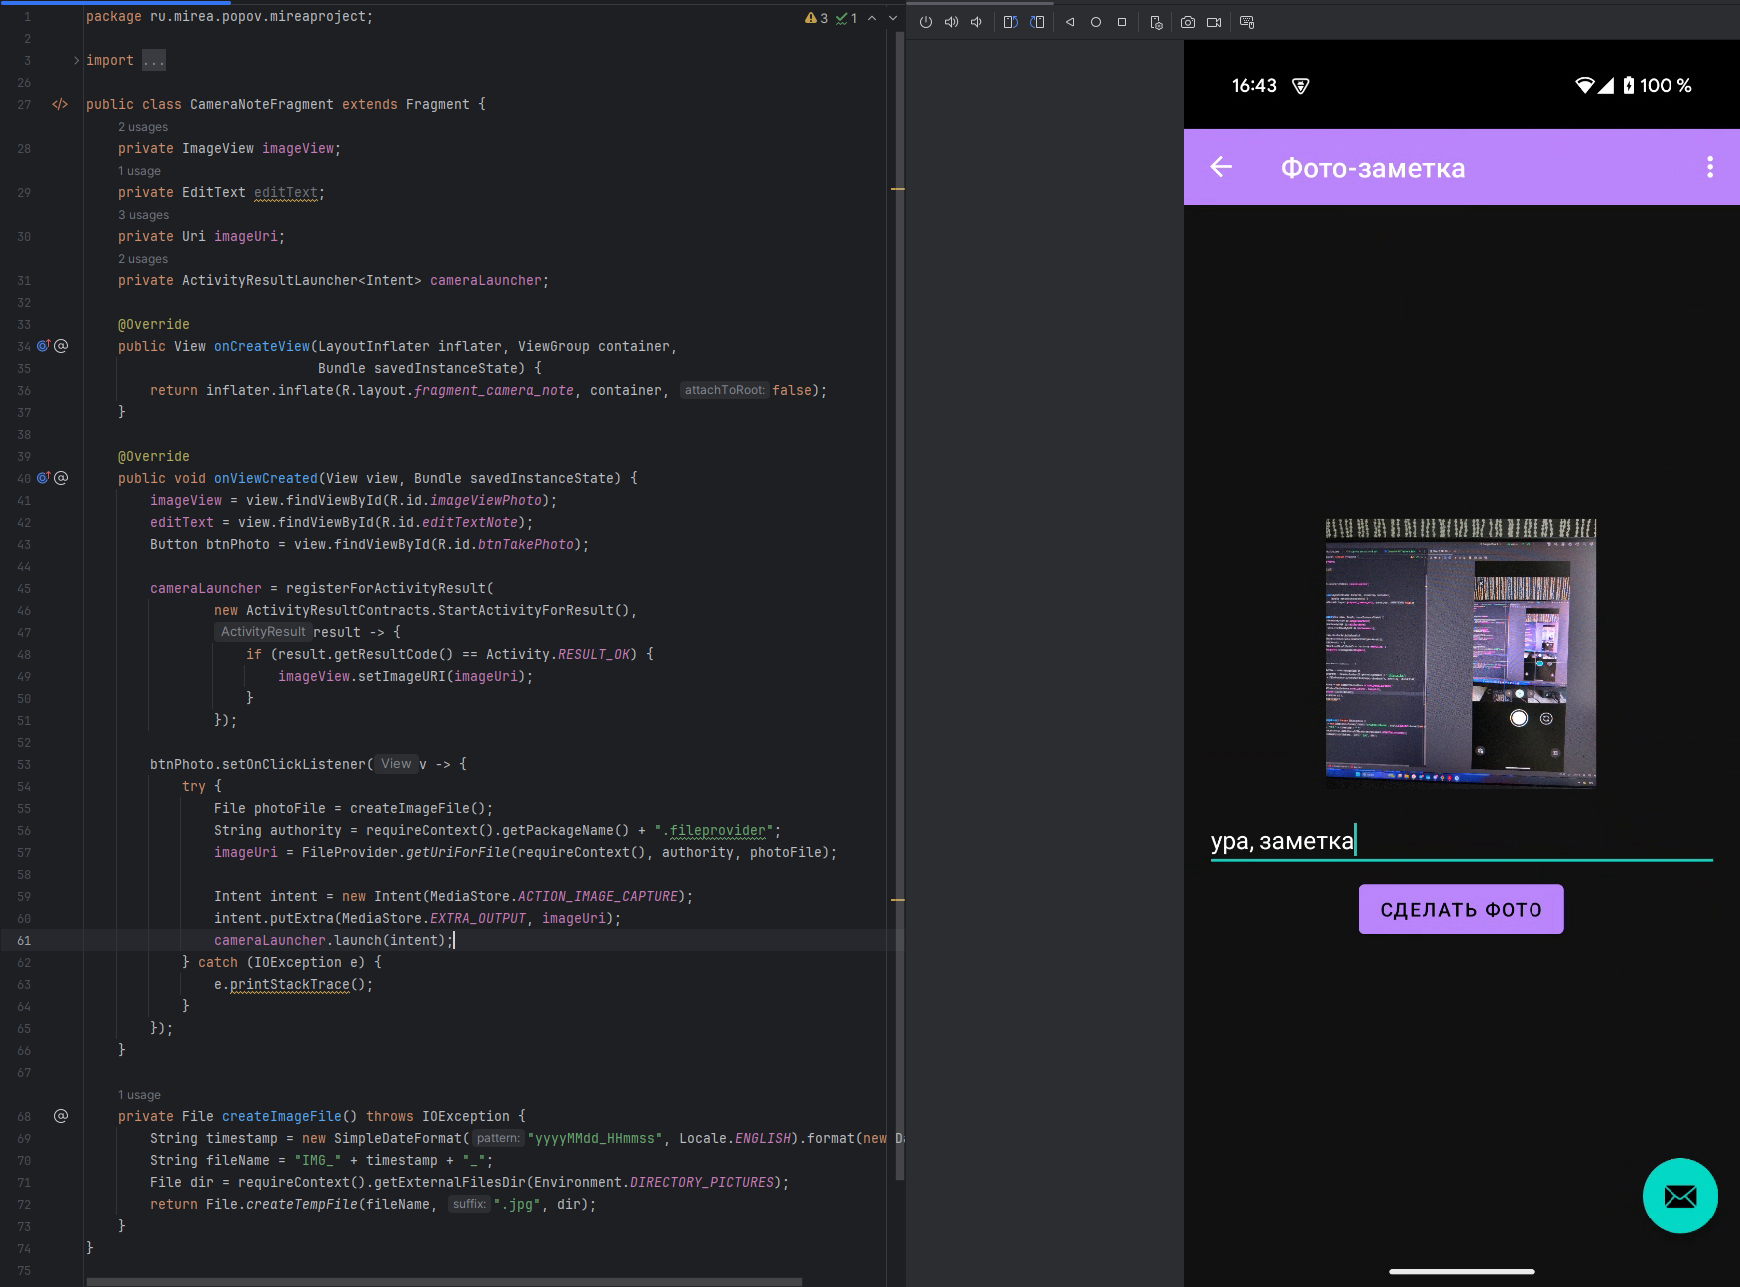 1 package ru.mirea.popov.mireaproject;
3 1
2
3 import ...
26
27 public class CameraNoteFragment extends Fragment {
2 usages
28 private ImageView imageView;
1 usage
29 private EditText editText;
3 usages
30 private Uri imageUri;
2 usages
31 private ActivityResultLauncher<Intent> cameraLauncher;
32
33 @Override
34 public View onCreateView(LayoutInflater inflater, ViewGroup container,
35 Bundle savedInstanceState) {
36 return inflater.inflate(R.layout.fragment_camera_note, container, attachToRoot: false);
37 }
38
39 @Override
40 public void onViewCreated(View view, Bundle savedInstanceState) {
41 imageView = view.findViewById(R.id.imageViewPhoto);
42 editText = view.findViewById(R.id.editTextNote);
43 Button btnPhoto = view.findViewById(R.id.btnTakePhoto);
44
45 cameraLauncher = registerForActivityResult(
46 new ActivityResultContracts.StartActivityForResult(),
47 ActivityResult result -> {
48 if (result.getResultCode() == Activity.RESULT_OK) {
49 imageView.setImageURI(imageUri);
50 }
51 });
52
53 btnPhoto.setOnClickListener( View v -> {
54 try {
55 File photoFile = createImageFile();
56 String authority = requireContext().getPackageName() + ".fileprovider";
57 imageUri = FileProvider.getUriForFile(requireContext(), authority, photoFile);
58
59 Intent intent = new Intent(MediaStore.ACTION_IMAGE_CAPTURE);
60 intent.putExtra(MediaStore.EXTRA_OUTPUT, imageUri);
61 cameraLauncher.launch(intent);
62 } catch (IOException e) {
63 e.printStackTrace();
64 }
65 });
66 }
67
1 usage
68 private File createImageFile() throws IOException {
69 String timestamp = new SimpleDateFormat( pattern: "yyyyMMdd_HHmmss", Locale.ENGLISH).format(new Da
70 String fileName = "IMG_" + timestamp + "_";
71 File dir = requireContext().getExternalFilesDir(Environment.DIRECTORY_PICTURES);
72 return File.createTempFile(fileName, suffix: ".jpg", dir);
73 }
74 }
75
16:43 100 %
Фото-заметка
ура, заметка
СДЕЛАТЬ ФОТО